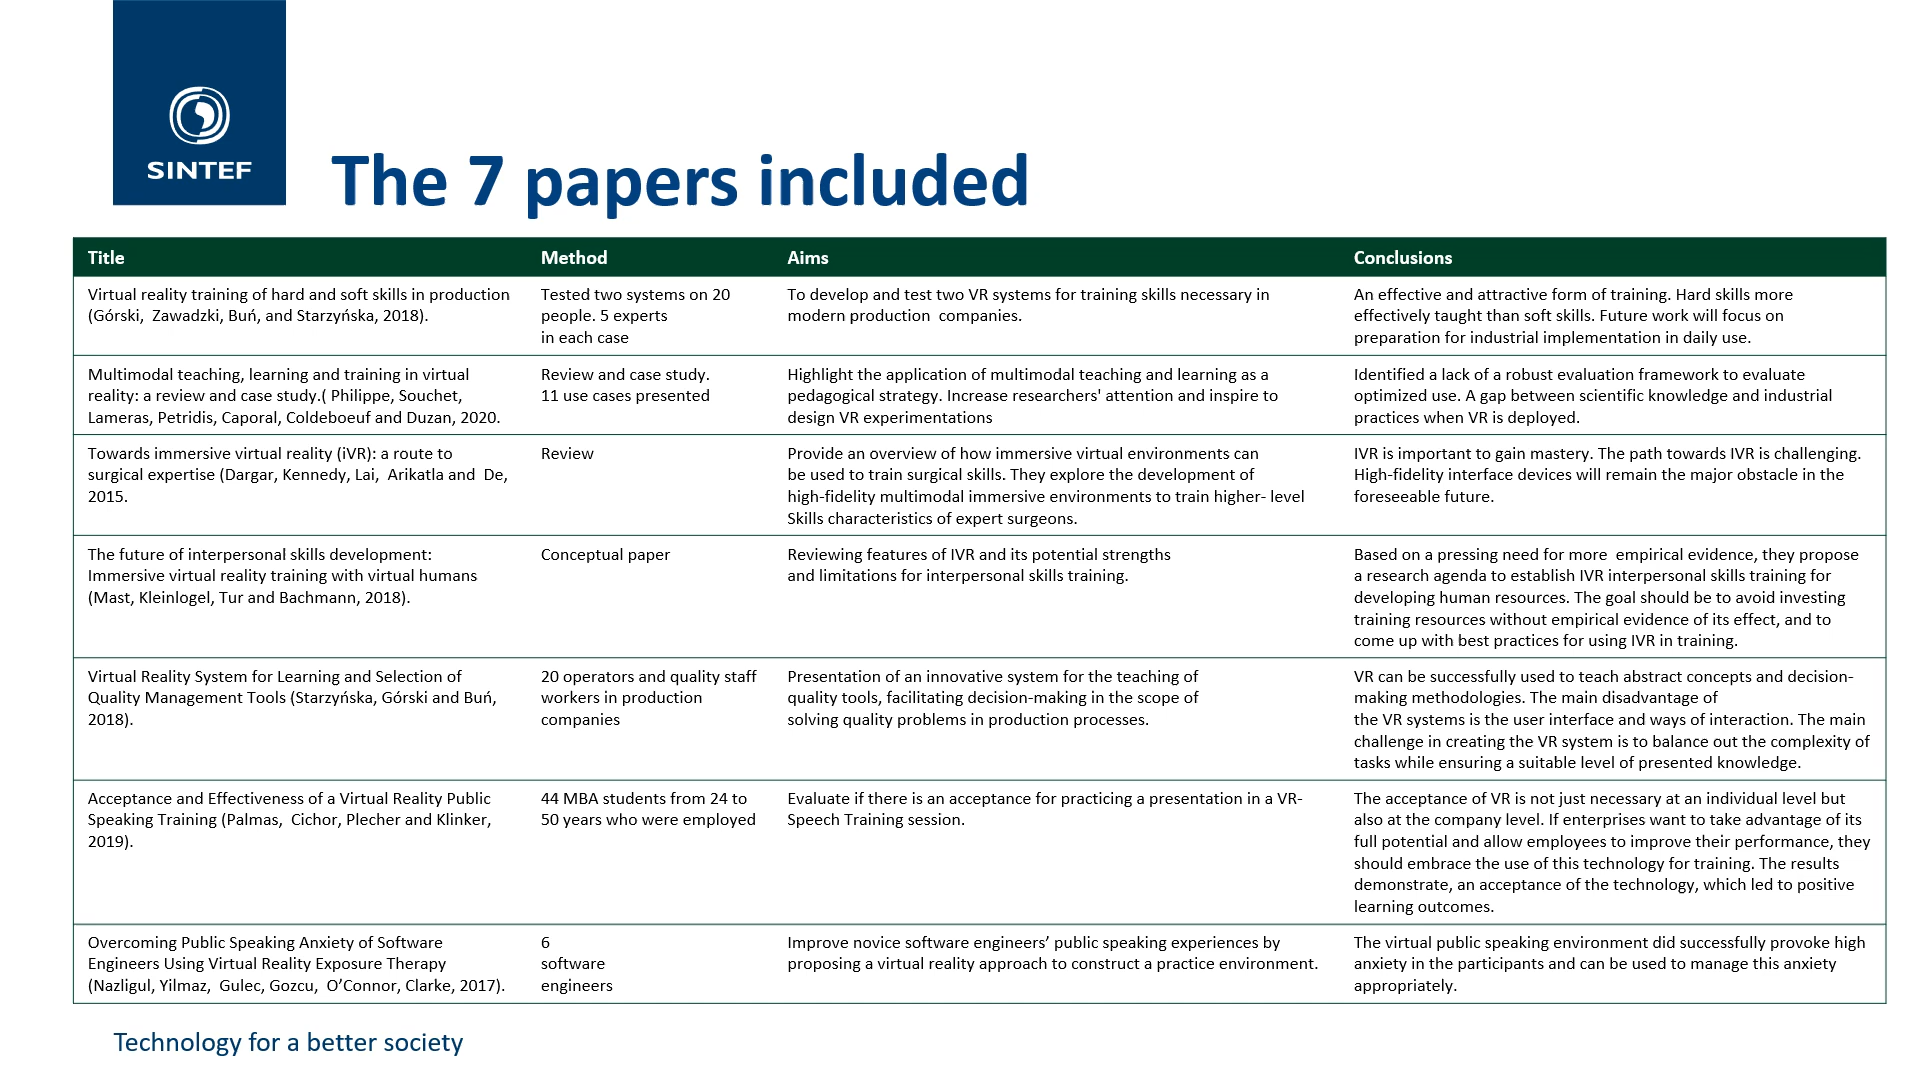 SINTEF
The 7 papers included
Title Method Aims Conclusions
Virtual reality training of hard and soft skills in production
(Górski, Zawadzki, Buń, and Starzyńska, 2018).
Tested two systems on 20
people. 5 experts
in each case
To develop and test two VR systems for training skills necessary in
modern production companies.
An effective and attractive form of training. Hard skills more
effectively taught than soft skills. Future work will focus on
preparation for industrial implementation in daily use.
Multimodal teaching, learning and training in virtual
reality: a review and case study.( Philippe, Souchet,
Lameras, Petridis, Caporal, Coldeboeuf and Duzan, 2020.
Review and case study.
11 use cases presented
Highlight the application of multimodal teaching and learning as a
pedagogical strategy. Increase researchers' attention and inspire to
design VR experimentations
Identified a lack of a robust evaluation framework to evaluate
optimized use. A gap between scientific knowledge and industrial
practices when VR is deployed.
Towards immersive virtual reality (iVR): a route to
surgical expertise (Dargar, Kennedy, Lai, Arikatla and De,
2015.
Review
Provide an overview of how immersive virtual environments can
be used to train surgical skills. They explore the development of
high-fidelity multimodal immersive environments to train higher- level
Skills characteristics of expert surgeons.
IVR is important to gain mastery. The path towards IVR is challenging.
High-fidelity interface devices will remain the major obstacle in the
foreseeable future.
The future of interpersonal skills development:
Immersive virtual reality training with virtual humans
(Mast, Kleinlogel, Tur and Bachmann, 2018).
Conceptual paper
Reviewing features of IVR and its potential strengths
and limitations for interpersonal skills training.
Based on a pressing need for more empirical evidence, they propose
a research agenda to establish IVR interpersonal skills training for
developing human resources. The goal should be to avoid investing
training resources without empirical evidence of its effect, and to
come up with best practices for using IVR in training.
Virtual Reality System for Learning and Selection of
Quality Management Tools (Starzyńska, Górski and Buń,
2018).
20 operators and quality staff
workers in production
companies
Presentation of an innovative system for the teaching of
quality tools, facilitating decision-making in the scope of
solving quality problems in production processes.
VR can be successfully used to teach abstract concepts and decision-
making methodologies. The main disadvantage of
the VR systems is the user interface and ways of interaction. The main
challenge in creating the VR system is to balance out the complexity of
tasks while ensuring a suitable level of presented knowledge.
Acceptance and Effectiveness of a Virtual Reality Public
Speaking Training (Palmas, Cichor, Plecher and Klinker,
2019).
44 MBA students from 24 to
50 years who were employed
Evaluate if there is an acceptance for practicing a presentation in a VR-
Speech Training session.
The acceptance of VR is not just necessary at an individual level but
also at the company level. If enterprises want to take advantage of its
full potential and allow employees to improve their performance, they
should embrace the use of this technology for training. The results
demonstrate, an acceptance of the technology, which led to positive
learning outcomes.
Overcoming Public Speaking Anxiety of Software
Engineers Using Virtual Reality Exposure Therapy
(Nazligul, Yilmaz, Gulec, Gozcu, O’Connor, Clarke, 2017).
6
software
engineers
Improve novice software engineers’ public speaking experiences by
proposing a virtual reality approach to construct a practice environment.
The virtual public speaking environment did successfully provoke high
anxiety in the participants and can be used to manage this anxiety
appropriately.
Technology for a better society